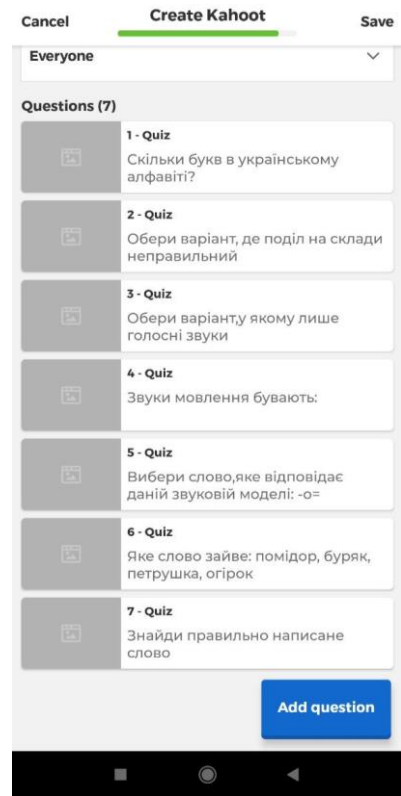 Cancel Create Kahoot Save
Everyone
Questions (7)
1 - Quiz
Скільки букв в українському
алфавіті?
2 - Quiz
Обери варіант, де поділ на склади
неправильний
3 - Quiz
Обери варіант,у якому лише
голосні звуки
4 - Quiz
Звуки мовлення бувають:
5 - Quiz
Вибери слово,яке відповідає
даній звуковій моделі: -о=
6 - Quiz
Яке слово зайве: помідор, буряк,
петрушка, огірок
7 - Quiz
Знайди правильно написане
слово
Add question